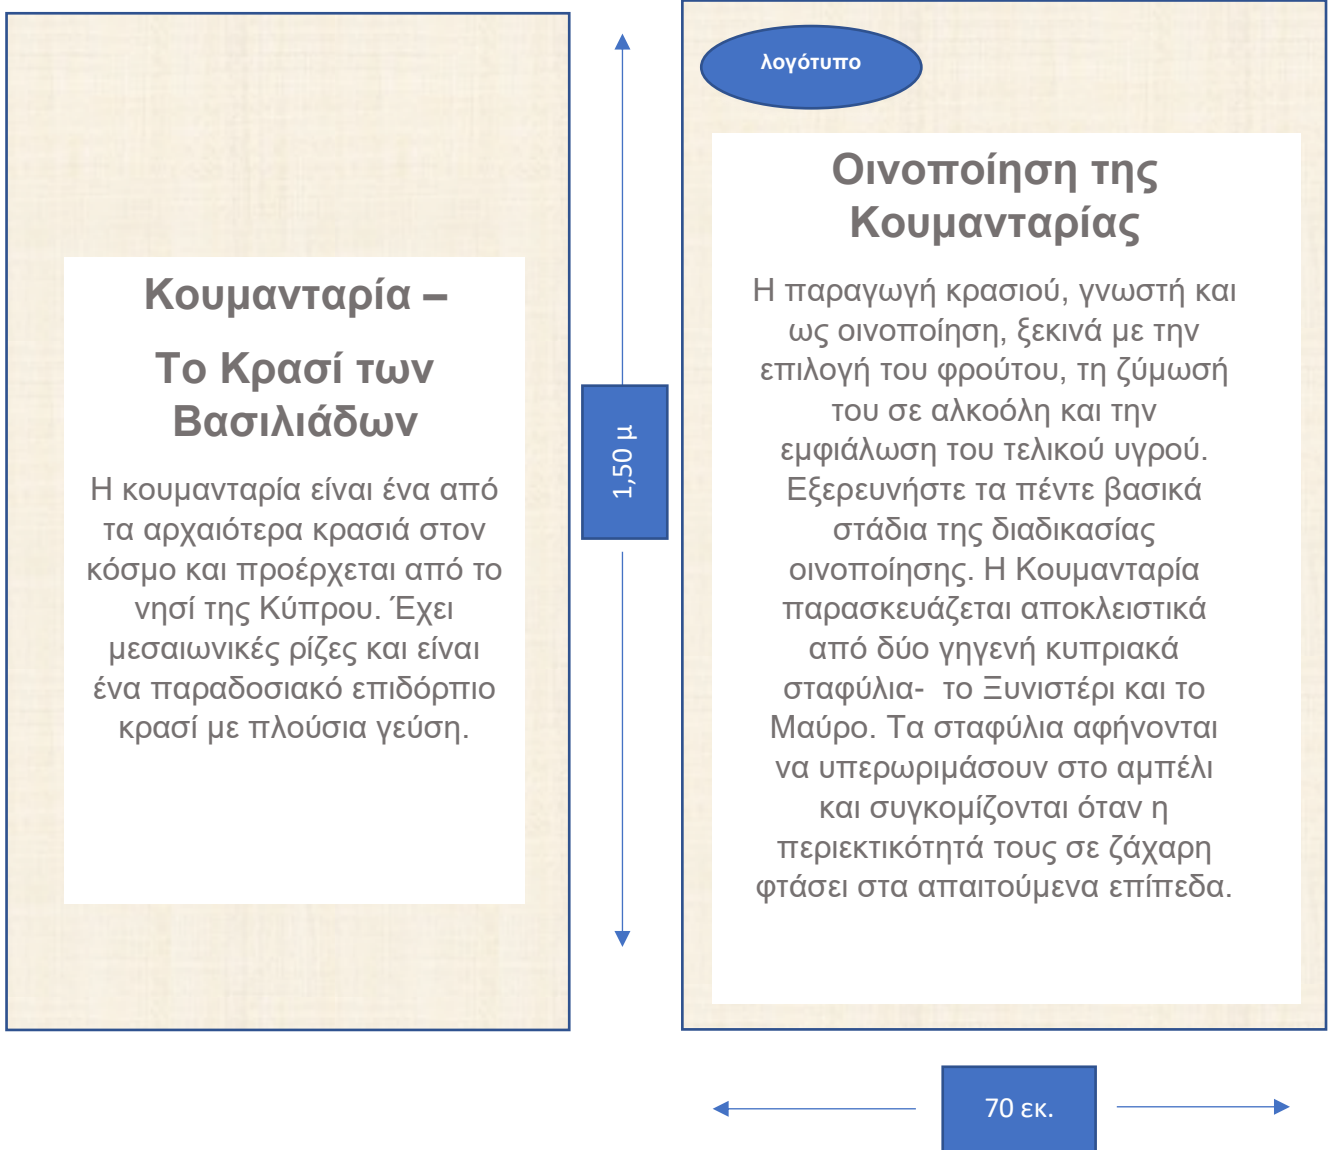 Κουμανταρία –
Το Κρασί των
Βασιλιάδων
Η κουμανταρία είναι ένα από
τα αρχαιότερα κρασιά στον
κόσμο και προέρχεται από το
νησί της Κύπρου. Έχει
μεσαιωνικές ρίζες και είναι
ένα παραδοσιακό επιδόρπιο
κρασί με πλούσια γεύση.
1,50 μ
λογότυπο
Οινοποίηση της
Κουμανταρίας
Η παραγωγή κρασιού, γνωστή και
ως οινοποίηση, ξεκινά με την
επιλογή του φρούτου, τη ζύμωσή
του σε αλκοόλη και την
εμφιάλωση του τελικού υγρού.
Εξερευνήστε τα πέντε βασικά
στάδια της διαδικασίας
οινοποίησης. Η Κουμανταρία
παρασκευάζεται αποκλειστικά
από δύο γηγενή κυπριακά
σταφύλια-  το Ξυνιστέρι και το
Μαύρο. Τα σταφύλια αφήνονται
να υπερωριμάσουν στο αμπέλι
και συγκομίζονται όταν η
περιεκτικότητά τους σε ζάχαρη
φτάσει στα απαιτούμενα επίπεδα.
70 εκ.